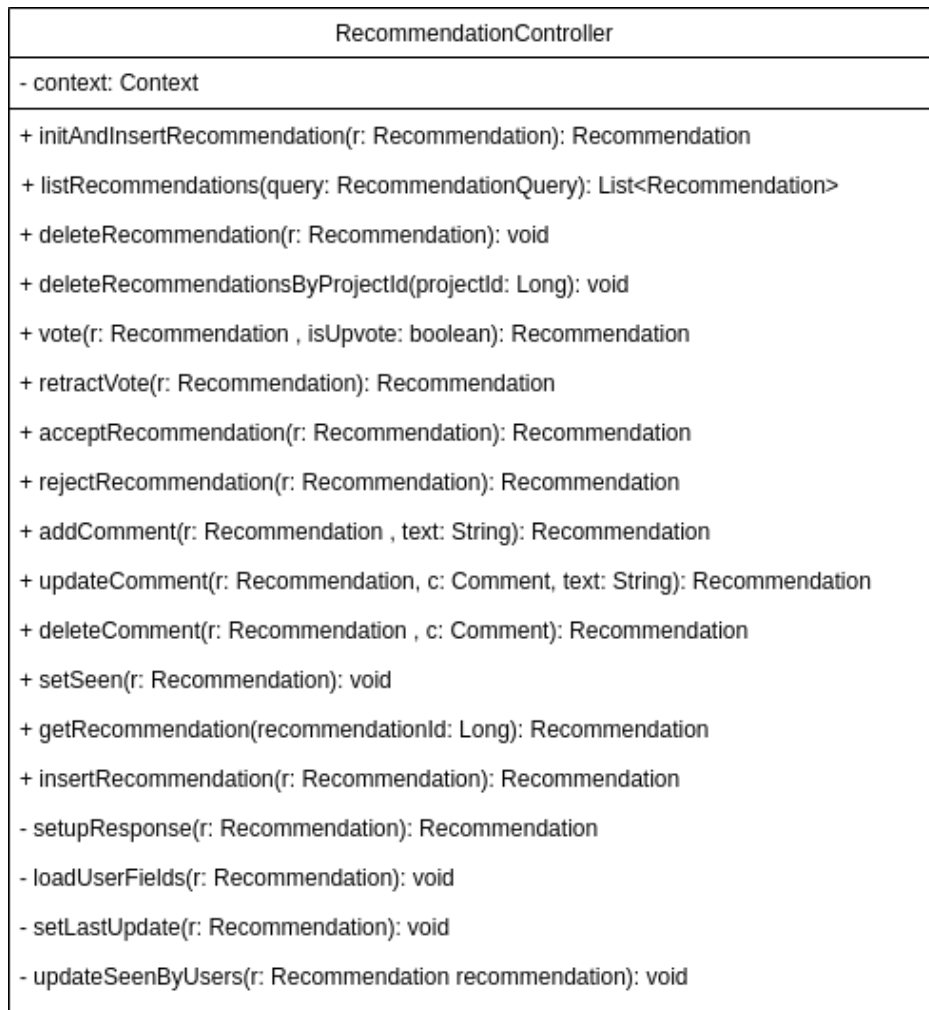 RecommendationController
- context: Context
+ initAndInsertRecommendation(r: Recommendation): Recommendation
+ listRecommendations(query: RecommendationQuery): List<Recommendation>
+ deleteRecommendation(r: Recommendation): void
+ deleteRecommendationsByProjectId(projectId: Long): void
+ vote(r: Recommendation , isUpvote: boolean): Recommendation
+ retractVote(r: Recommendation): Recommendation
+ acceptRecommendation(r: Recommendation): Recommendation
+ rejectRecommendation(r: Recommendation): Recommendation
+ addComment(r: Recommendation , text: String): Recommendation
+ updateComment(r: Recommendation, c: Comment, text: String): Recommendation
+ deleteComment(r: Recommendation , c: Comment): Recommendation
+ setSeen(r: Recommendation): void
+ getRecommendation(recommendationId: Long): Recommendation
+ insertRecommendation(r: Recommendation): Recommendation
- setupResponse(r: Recommendation): Recommendation
- loadUserFields(r: Recommendation): void
- setLastUpdate(r: Recommendation): void
- updateSeenByUsers(r: Recommendation recommendation): void